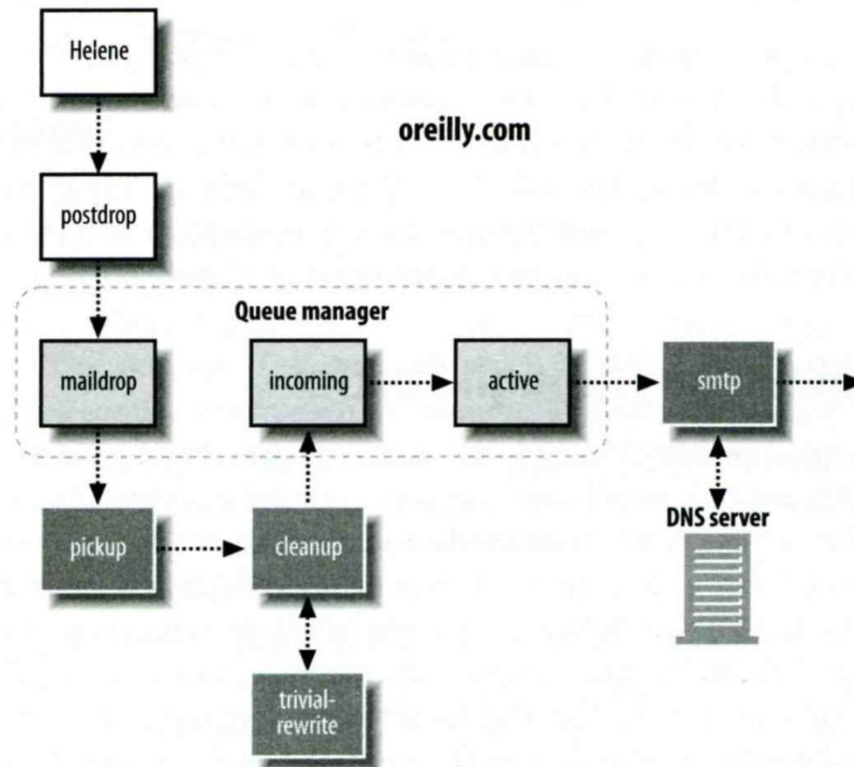 Helene
oreilly.com
postdrop
Queue manager
maildrop
incoming
active
smtp
pickup
cleanup
DNS server
trivial-
rewrite